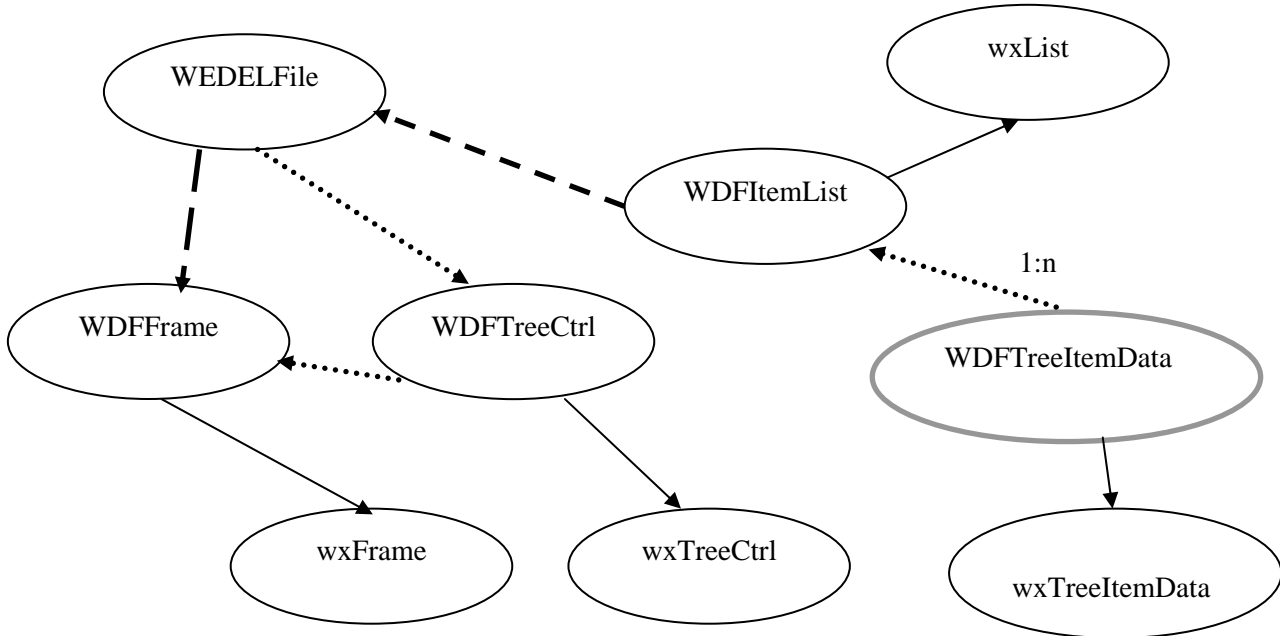 wxList
WEDELFile
WDFItemList
1:n
WDFFrame
WDFTreeCtrl
WDFTreeItemData
wxFrame
wxTreeCtrl
wxTreeItemData